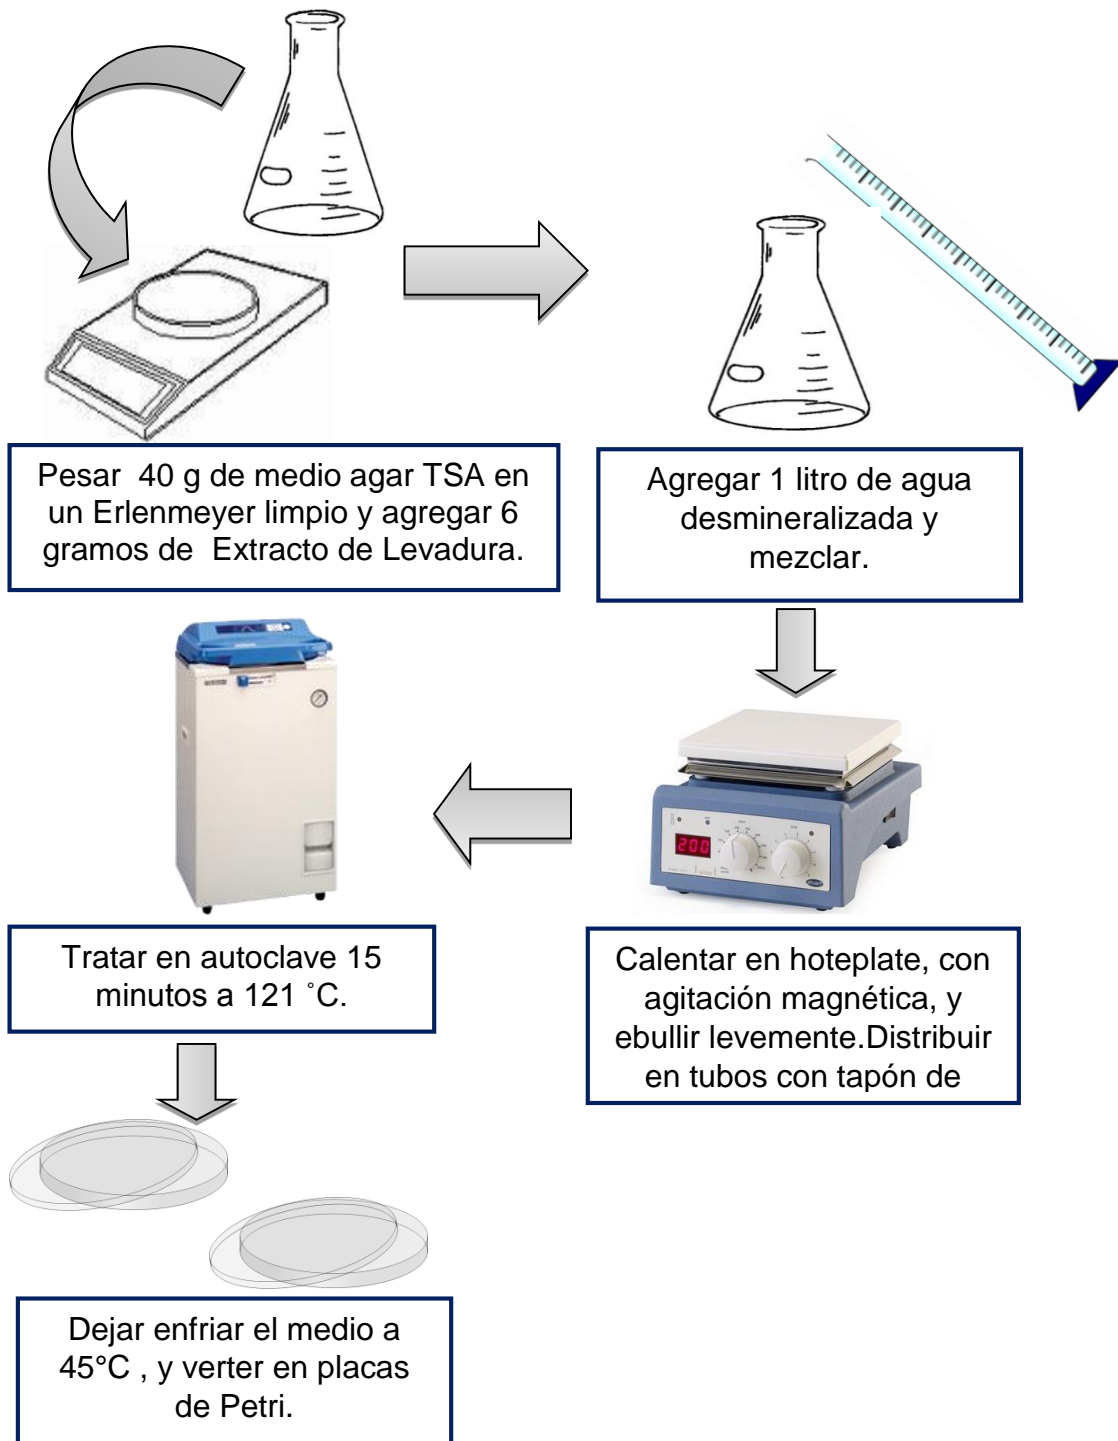 Pesar 40 g de medio agar TSA en
un Erlenmeyer limpio y agregar 6
gramos de Extracto de Levadura.
Agregar 1 litro de agua
desmineralizada y
mezclar.
200
Calentar en hoteplate, con
agitación magnética, y
ebullir levemente.Distribuir
en tubos con tapón de
Tratar en autoclave 15
minutos a 121 ˚C.
Dejar enfriar el medio a
45°C , y verter en placas
de Petri.